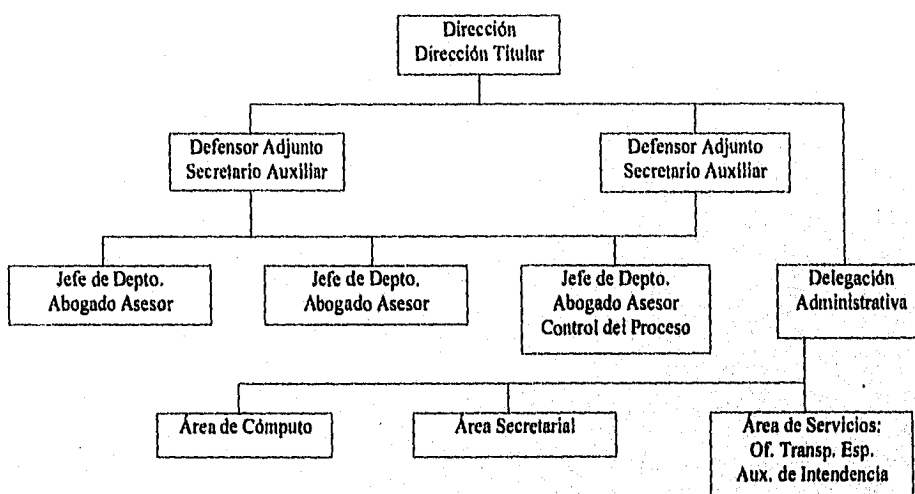 Dirección
Dirección Titular
Defensor Adjunto
Secretario Auxiliar
Defensor Adjunto
Secretario Auxiliar
Jefe de Depto.
Abogado Asesor
Jefe de Depto.
Abogado Asesor
Jefe de Depto.
Abogado Asesor
Control del Proceso
Delegación
Administrativa
Área de Cómputo
Área Secretarial
Área de Servicios:
Of. Transp. Esp.
Aux. de Intendencia